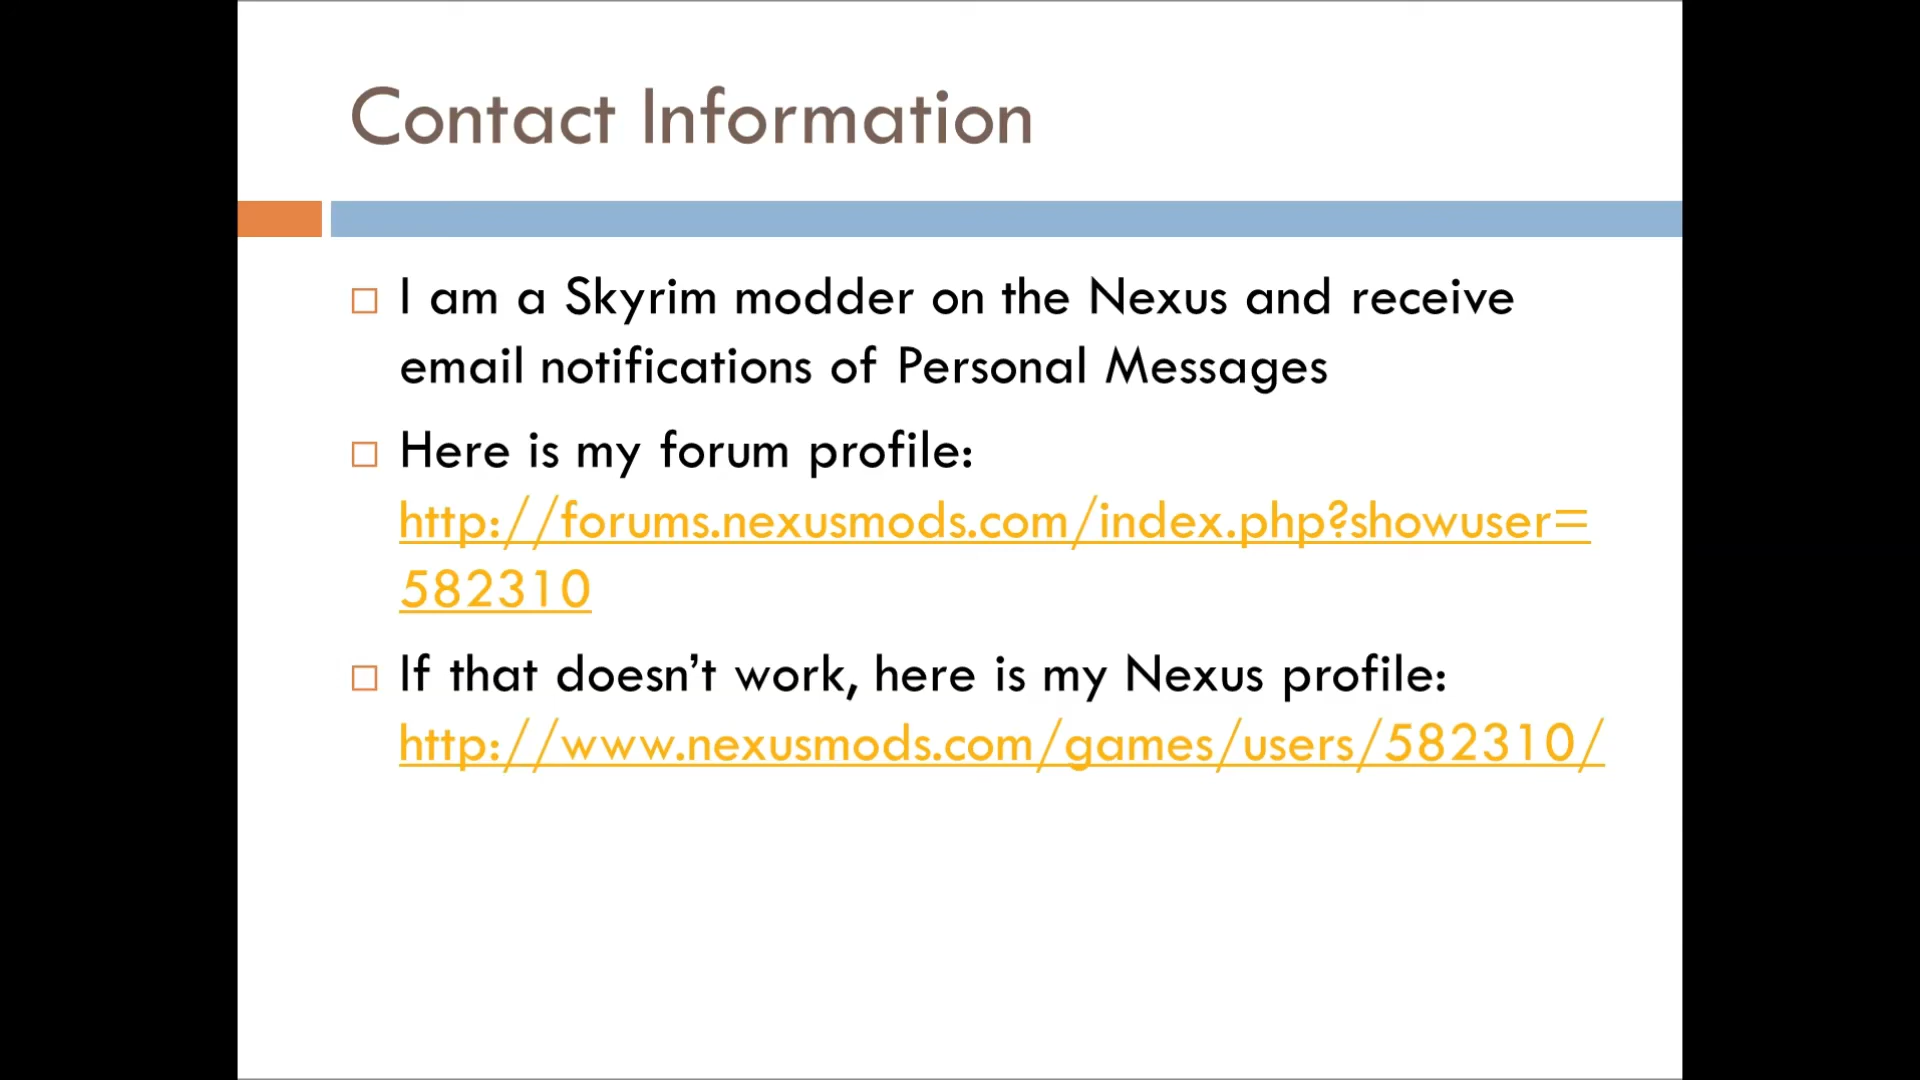 Contact Information
I am a Skyrim modder on the Nexus and receive
email notifications of Personal Messages
Here is my forum profile:
http://forums.nexusmods.com/index.php?showuser=
582310
If that doesn’t work, here is my Nexus profile:
http://www.nexusmods.com/games/users/582310/